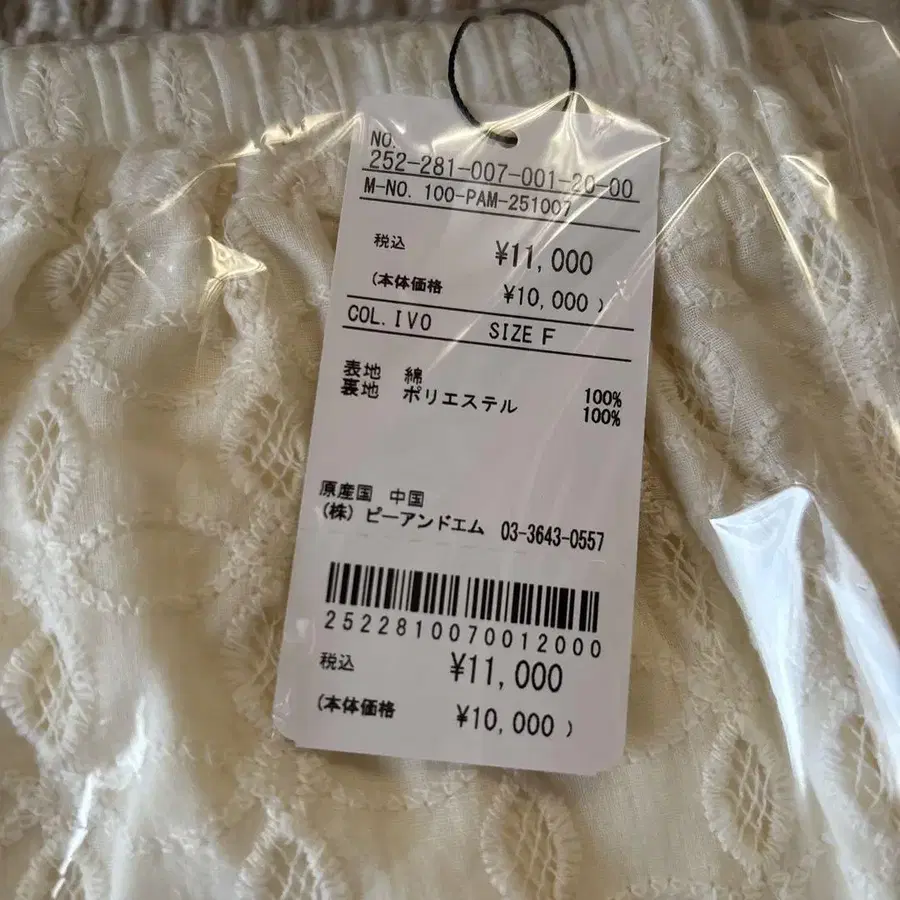 NO.
252-281-007-001-20-00
M-NO. 100-PAM-251007
税込 ¥11,000
(本体価格 ¥10,000 )
COL. IVO SIZE F
表地 綿 100%
裏地 ポリエステル 100%
原産国 中国
(株) ピーアンドエム 03-3643-0557
2522810070012000
税込 ¥11,000
(本体価格 ¥10,000 )